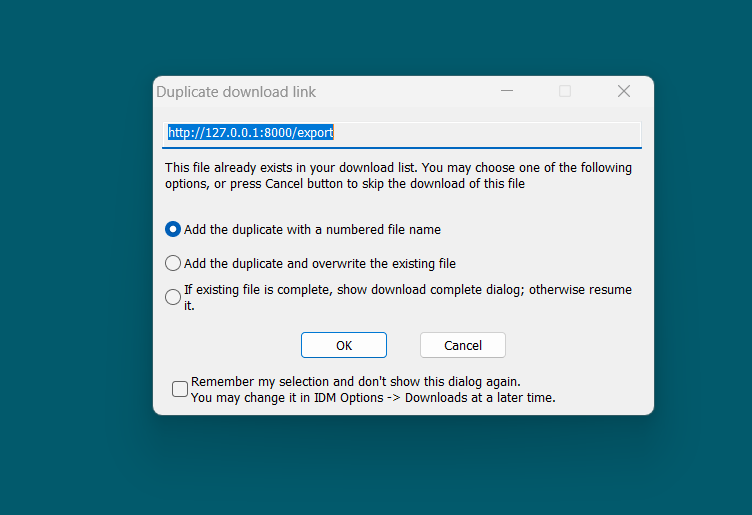 Duplicate download link
http://127.0.0.1:8000/export
This file already exists in your download list. You may choose one of the following
options, or press Cancel button to skip the download of this file
Add the duplicate with a numbered file name
Add the duplicate and overwrite the existing file
If existing file is complete, show download complete dialog; otherwise resume
it.
OK
Cancel
Remember my selection and don't show this dialog again.
You may change it in IDM Options -> Downloads at a later time.